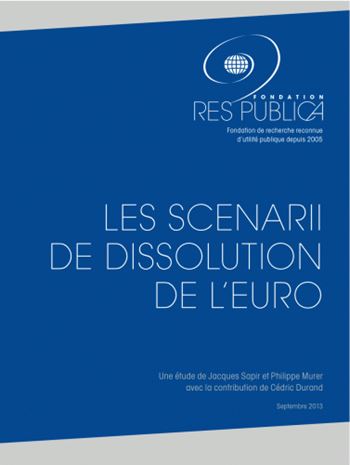 FONDATION
RES PUBLICA
Fondation de recherche reconnue
d'utilité publique depuis 2005
LES SCENARII
DE DISSOLUTION
DE L'EURO
Une étude de Jacques Sapir et Philippe Murer
avec la contribution de Cédric Durand
Septembre 2013